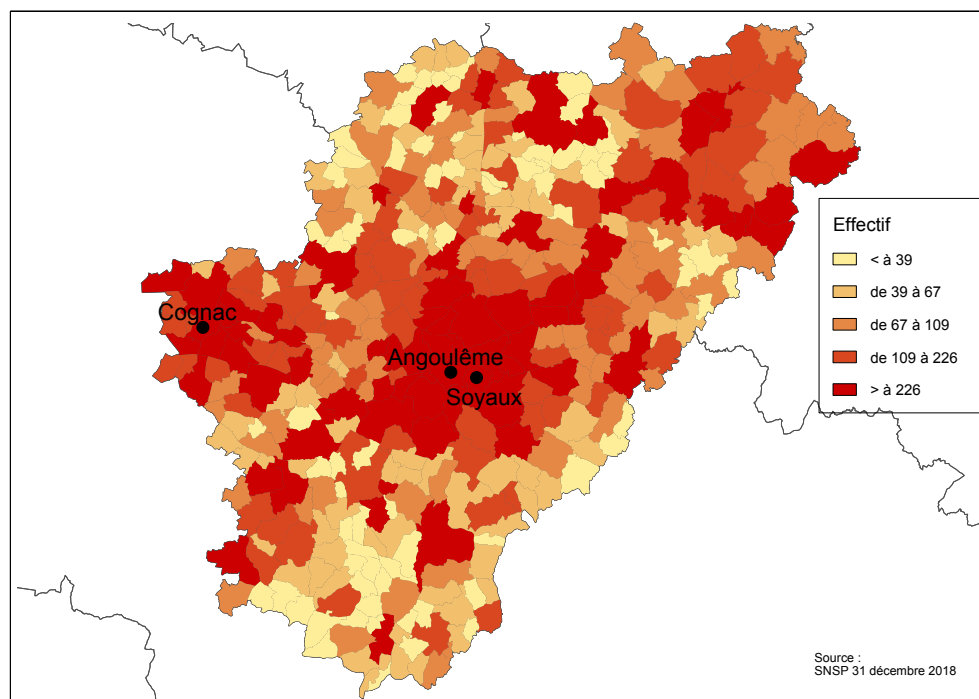 Cognac
Angoulême
Soyaux
Effectif
< à 39
de 39 à 67
de 67 à 109
de 109 à 226
> à 226
Source :
SNSP 31 décembre 2018